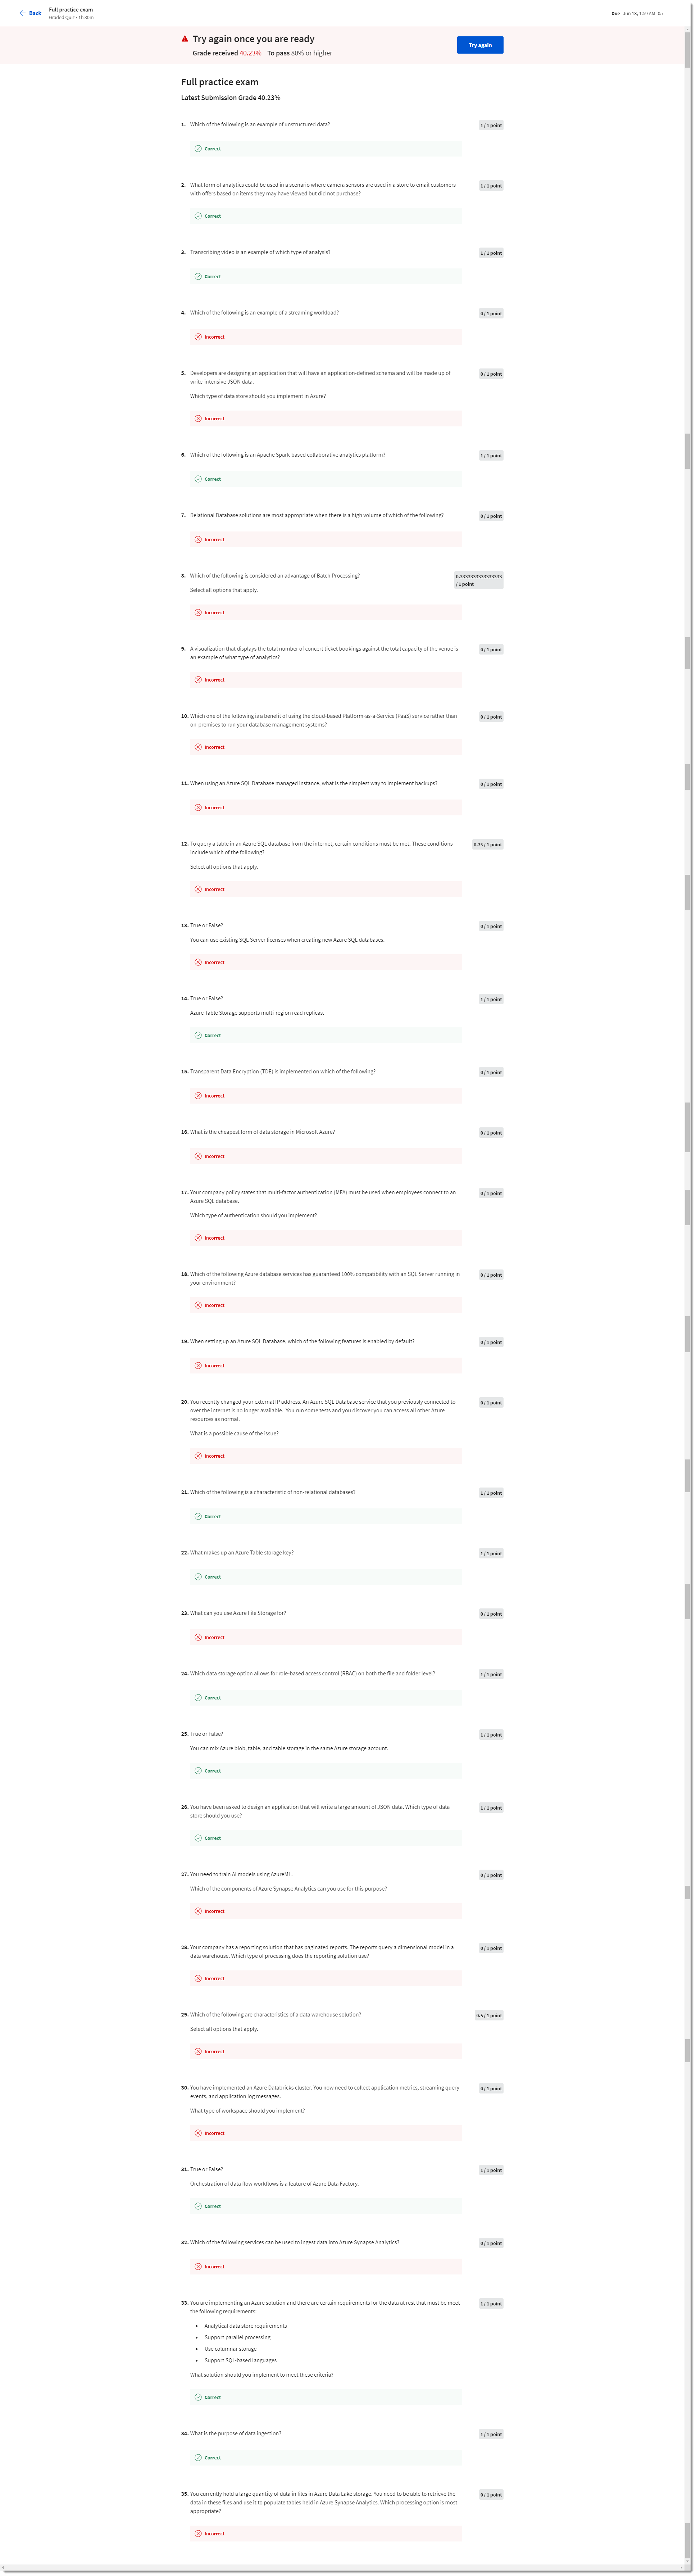 Back
Full practice exam
Graded Quiz • 1h 30m
Due Jun 13, 1:59 AM -05
Try again once you are ready
Grade received 40.23% To pass 80% or higher
Try again
Full practice exam
Latest Submission Grade 40.23%
1. Which of the following is an example of unstructured data?
1 / 1 point
Correct
2. What form of analytics could be used in a scenario where camera sensors are used in a store to email customers
with offers based on items they may have viewed but did not purchase?
1 / 1 point
Correct
3. Transcribing video is an example of which type of analysis?
1 / 1 point
Correct
4. Which of the following is an example of a streaming workload?
0 / 1 point
Incorrect
5. Developers are designing an application that will have an application-defined schema and will be made up of
write-intensive JSON data.
Which type of data store should you implement in Azure?
0 / 1 point
Incorrect
6. Which of the following is an Apache Spark-based collaborative analytics platform?
1 / 1 point
Correct
7. Relational Database solutions are most appropriate when there is a high volume of which of the following?
0 / 1 point
Incorrect
8. Which of the following is considered an advantage of Batch Processing?
Select all options that apply.
0.3333333333333333
/ 1 point
Incorrect
9. A visualization that displays the total number of concert ticket bookings against the total capacity of the venue is
an example of what type of analytics?
0 / 1 point
Incorrect
10. Which one of the following is a benefit of using the cloud-based Platform-as-a-Service (PaaS) service rather than
on-premises to run your database management systems?
0 / 1 point
Incorrect
11. When using an Azure SQL Database managed instance, what is the simplest way to implement backups?
0 / 1 point
Incorrect
12. To query a table in an Azure SQL database from the internet, certain conditions must be met. These conditions
include which of the following?
Select all options that apply.
0.25 / 1 point
Incorrect
13. True or False?
You can use existing SQL Server licenses when creating new Azure SQL databases.
0 / 1 point
Incorrect
14. True or False?
Azure Table Storage supports multi-region read replicas.
1 / 1 point
Correct
15. Transparent Data Encryption (TDE) is implemented on which of the following?
0 / 1 point
Incorrect
16. What is the cheapest form of data storage in Microsoft Azure?
0 / 1 point
Incorrect
17. Your company policy states that multi-factor authentication (MFA) must be used when employees connect to an
Azure SQL database.
Which type of authentication should you implement?
0 / 1 point
Incorrect
18. Which of the following Azure database services has guaranteed 100% compatibility with an SQL Server running in
your environment?
0 / 1 point
Incorrect
19. When setting up an Azure SQL Database, which of the following features is enabled by default?
0 / 1 point
Incorrect
20. You recently changed your external IP address. An Azure SQL Database service that you previously connected to
over the internet is no longer available. You run some tests and you discover you can access all other Azure
resources as normal.
What is a possible cause of the issue?
0 / 1 point
Incorrect
21. Which of the following is a characteristic of non-relational databases?
1 / 1 point
Correct
22. What makes up an Azure Table storage key?
1 / 1 point
Correct
23. What can you use Azure File Storage for?
0 / 1 point
Incorrect
24. Which data storage option allows for role-based access control (RBAC) on both the file and folder level?
1 / 1 point
Correct
25. True or False?
You can mix Azure blob, table, and table storage in the same Azure storage account.
1 / 1 point
Correct
26. You have been asked to design an application that will write a large amount of JSON data. Which type of data
store should you use?
1 / 1 point
Correct
27. You need to train AI models using AzureML.
Which of the components of Azure Synapse Analytics can you use for this purpose?
0 / 1 point
Incorrect
28. Your company has a reporting solution that has paginated reports. The reports query a dimensional model in a
data warehouse. Which type of processing does the reporting solution use?
0 / 1 point
Incorrect
29. Which of the following are characteristics of a data warehouse solution?
Select all options that apply.
0.5 / 1 point
Incorrect
30. You have implemented an Azure Databricks cluster. You now need to collect application metrics, streaming query
events, and application log messages.
What type of workspace should you implement?
0 / 1 point
Incorrect
31. True or False?
Orchestration of data flow workflows is a feature of Azure Data Factory.
1 / 1 point
Correct
32. Which of the following services can be used to ingest data into Azure Synapse Analytics?
0 / 1 point
Incorrect
33. You are implementing an Azure solution and there are certain requirements for the data at rest that must be meet
the following requirements:
• Analytical data store requirements
• Support parallel processing
• Use columnar storage
• Support SQL-based languages
What solution should you implement to meet these criteria?
1 / 1 point
Correct
34. What is the purpose of data ingestion?
1 / 1 point
Correct
35. You currently hold a large quantity of data in files in Azure Data Lake storage. You need to be able to retrieve the
data in these files and use it to populate tables held in Azure Synapse Analytics. Which processing option is most
appropriate?
0 / 1 point
Incorrect